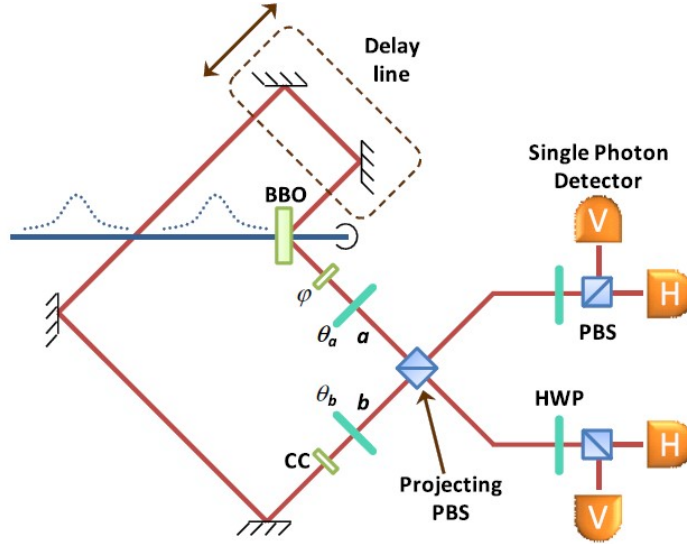 Delay
line
Single Photon
Detector
V
BBO
H
φ
PBS
θa a
θb b
HWP
H
CC
Projecting
PBS
V